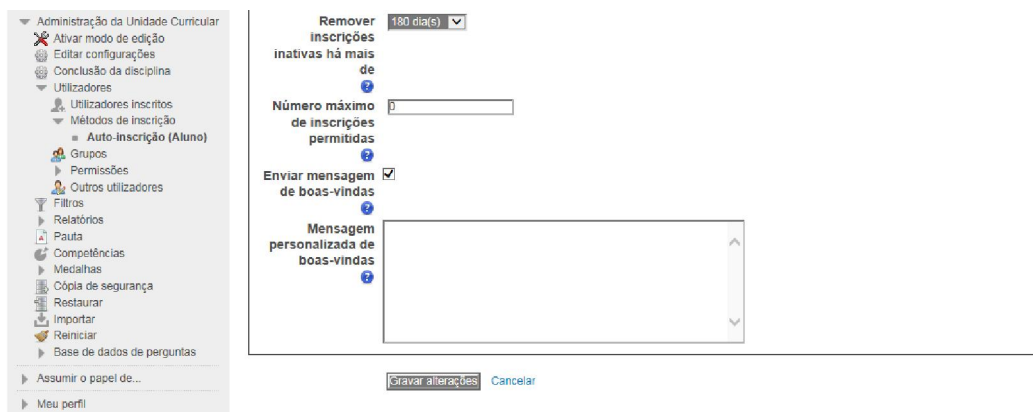 Administração da Unidade Curricular
Ativar modo de edição
Editar configurações
Conclusão da disciplina
Utilizadores
Utilizadores inscritos
Métodos de inscrição
Auto-inscrição (Aluno)
Grupos
Permissões
Outros utilizadores
Filtros
Relatórios
Pauta
Competências
Medalhas
Cópia de segurança
Restaurar
Importar
Reiniciar
Base de dados de perguntas
Assumir o papel de...
Meu perfil
Remover 180 dia(s)
inscrições
inativas há mais
de
Número máximo 0
de inscrições
permitidas
Enviar mensagem
de boas-vindas
Mensagem
personalizada de
boas-vindas
Gravar alterações Cancelar